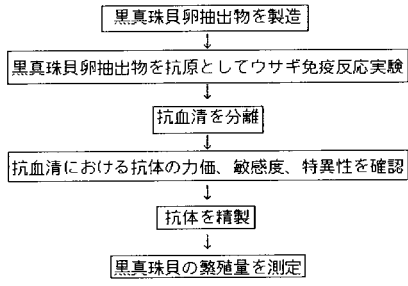 黒真珠貝卵抽出物を製造
黒真珠貝卵抽出物を抗原としてウサギ免疫反応実験
抗血清を分離
抗血清における抗体の力価、敏感度、特異性を確認
抗体を精製
黒真珠貝の繁殖量を測定